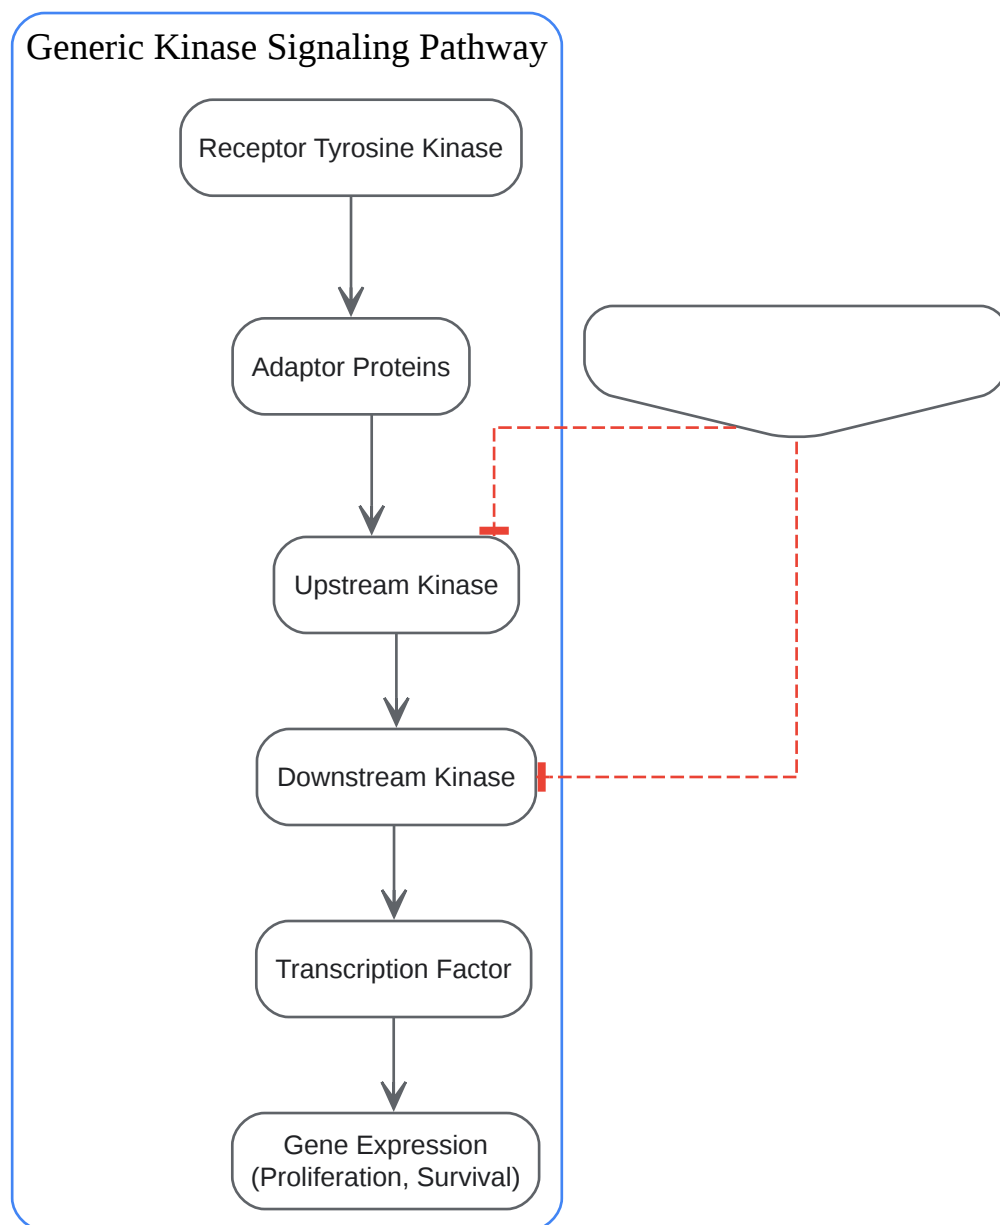 Generic Kinase Signaling Pathway
Receptor Tyrosine Kinase
Adaptor Proteins
Upstream Kinase
Downstream Kinase
Transcription Factor
Gene Expression
(Proliferation, Survival)